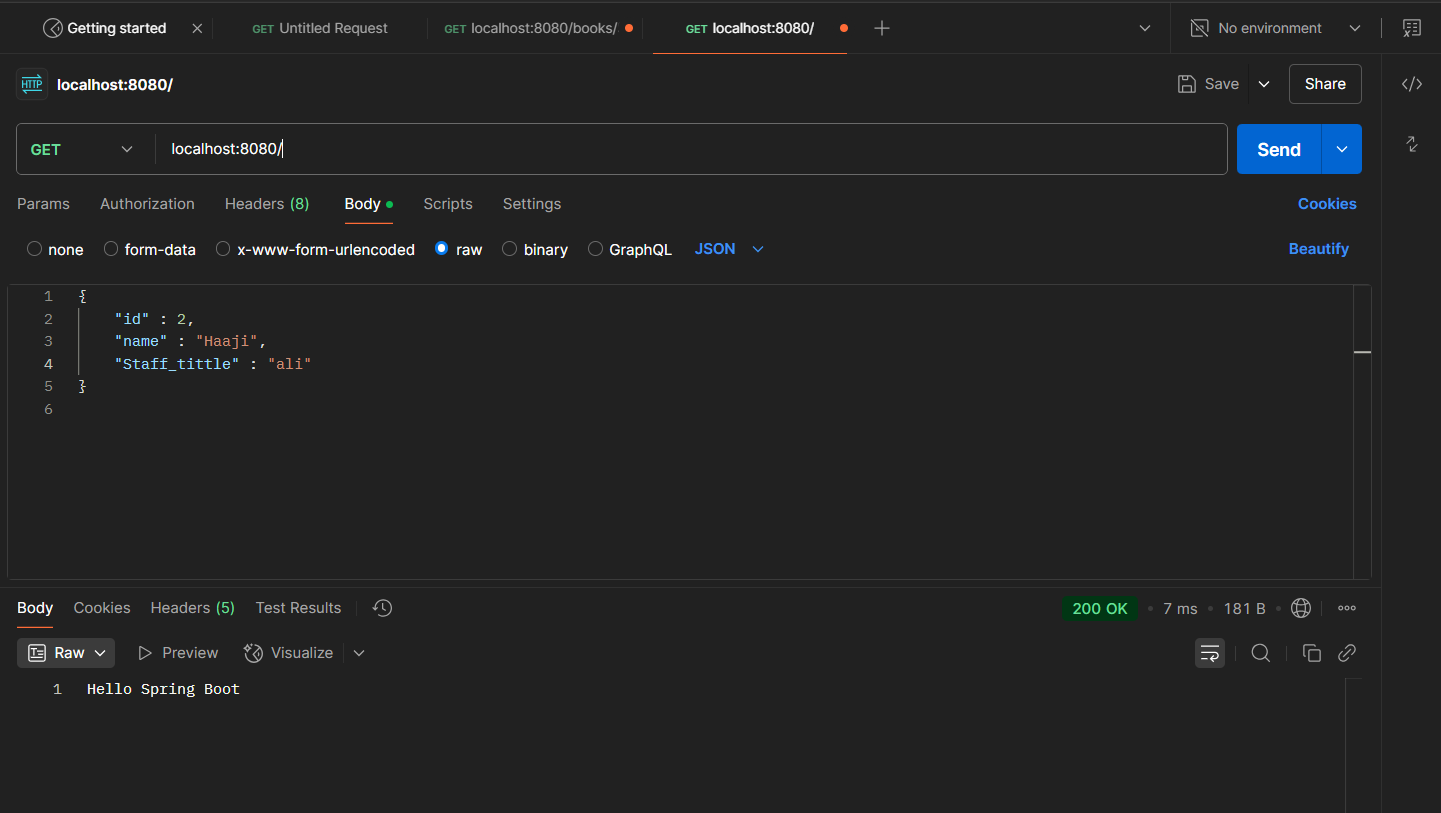 Getting started
GET Untitled Request
GET localhost:8080/books/
GET localhost:8080/
No environment
HTTP localhost:8080/
Save
Share
GET localhost:8080/
Send
Params Authorization Headers (8) Body Scripts Settings Cookies
none form-data x-www-form-urlencoded raw binary GraphQL JSON Beautify
1 {
2 "id" : 2,
3 "name" : "Haaji",
4 "Staff_tittle" : "ali"
5 }
6
Body Cookies Headers (5) Test Results 200 OK • 7 ms • 181 B •
Raw Preview Visualize
1 Hello Spring Boot